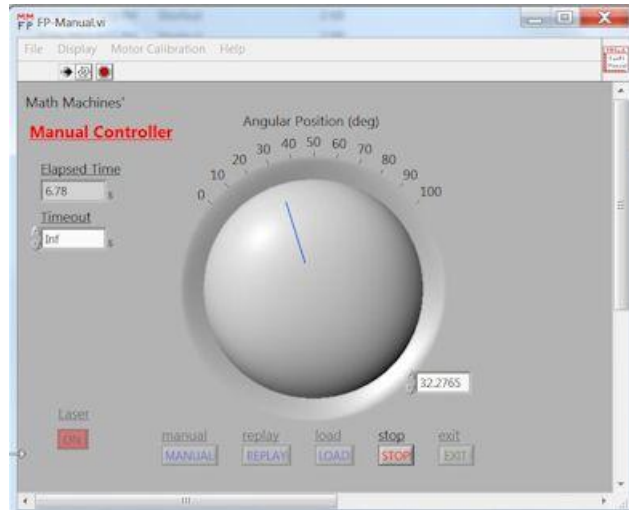 MM
FP FP-Manual.vi
File Display Motor Calibration Help
Math Machines'
Manual Controller
Angular Position (deg)
0 10 20 30 40 50 60 70 80 90 100
Elapsed Time
6.78 s
Timeout
Inf s
32.2765
Laser
ON
manual replay load stop exit
MANUAL REPLAY LOAD STOP EXIT